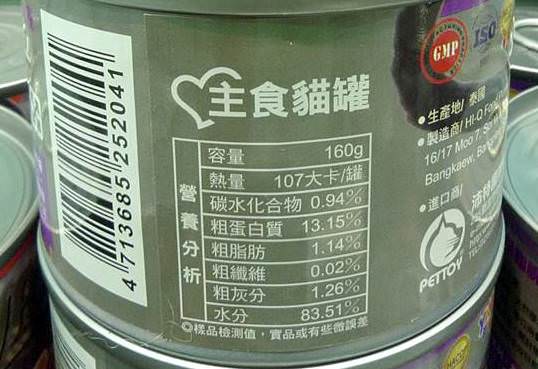 4 713685 252041
主食貓罐
營養分析
容量 160g
熱量 107大卡/罐
碳水化合物 0.94%
粗蛋白質 13.15%
粗脂肪 1.14%
粗纖維 0.02%
粗灰分 1.26%
水分 83.51%
◎樣品檢測值，實品或有些微誤差
GMP
ISO
●生產地/ 泰國
●製造商/ HI-Q
16/17 Moo 7,
Bangkaew,
●進口商/
PETTOY
HACCP